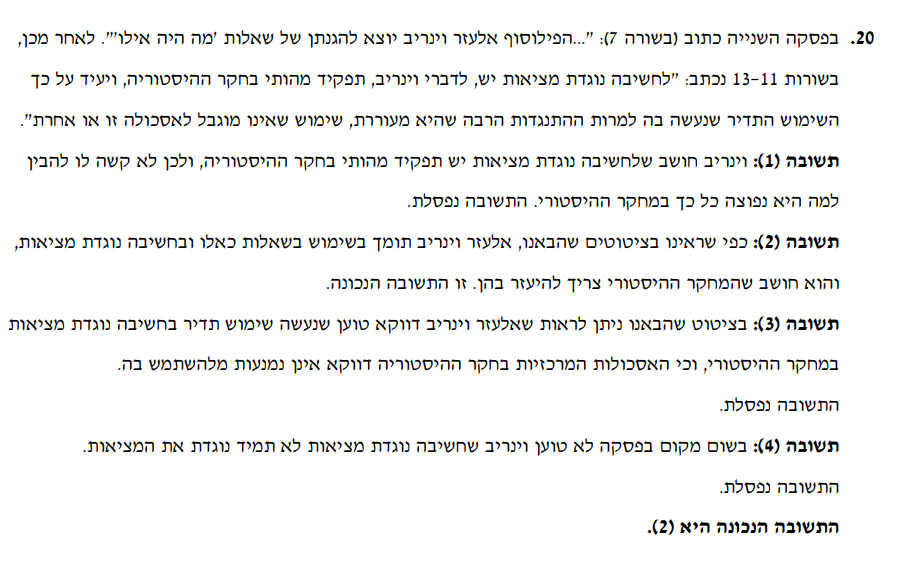 20. בפסקה השנייה כתוב (בשורה 7): "...הפילוסוף אלעזר וינריב יוצא להגנתן של שאלות 'מה היה אילו'". לאחר מכן,
בשורות 11–13 נכתב: "לחשיבה נוגדת מציאות יש, לדברי וינריב, תפקיד מהותי בחקר ההיסטוריה, ויעיד על כך
השימוש התדיר שנעשה בה למרות ההתנגדות הרבה שהיא מעוררת, שימוש שאינו מוגבל לאסכולה זו או אחרת".
תשובה (1): וינריב חושב שלחשיבה נוגדת מציאות יש תפקיד מהותי בחקר ההיסטוריה, ולכן לא קשה לו להבין
למה היא נפוצה כל כך במחקר ההיסטורי. התשובה נפסלת.
תשובה (2): כפי שראינו בציטוטים שהבאנו, אלעזר וינריב תומך בשימוש בשאלות כאלו ובחשיבה נוגדת מציאות,
והוא חושב שהמחקר ההיסטורי צריך להיעזר בהן. זו התשובה הנכונה.
תשובה (3): בציטוט שהבאנו ניתן לראות שאלעזר וינריב דווקא טוען שנעשה שימוש תדיר בחשיבה נוגדת מציאות
במחקר ההיסטורי, וכי האסכולות המרכזיות בחקר ההיסטוריה דווקא אינן נמנעות מלהשתמש בה.
התשובה נפסלת.
תשובה (4): בשום מקום בפסקה לא טוען וינריב שחשיבה נוגדת מציאות לא תמיד נוגדת את המציאות.
התשובה נפסלת.
התשובה הנכונה היא (2).